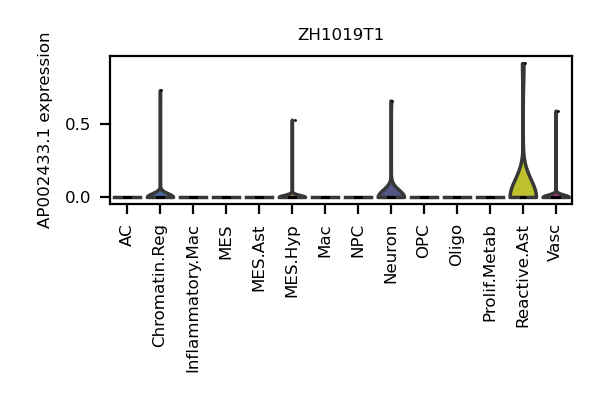 ZH1019T1
AP002433.1 expression
0.5
0.0
AC
Chromatin.Reg
Inflammatory.Mac
MES
MES.Ast
MES.Hyp
Mac
NPC
Neuron
OPC
Oligo
Prolif.Metab
Reactive.Ast
Vasc